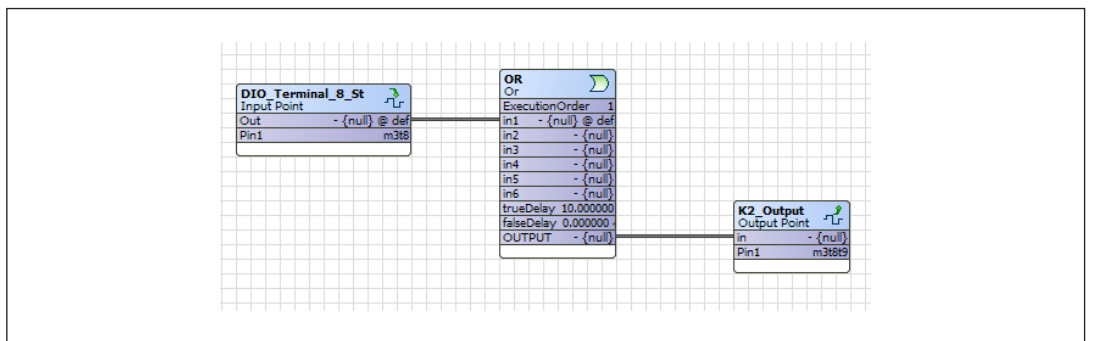 DIO_Terminal_8_St
Input Point
Out - {null} @ def
Pin1 m3t8
OR
Or
ExecutionOrder 1
in1 - {null} @ def
in2 - {null}
in3 - {null}
in4 - {null}
in5 - {null}
in6 - {null}
trueDelay 10.000000
falseDelay 0.000000 -
OUTPUT - {null}
K2_Output
Output Point
in - {null}
Pin1 m3t8t9